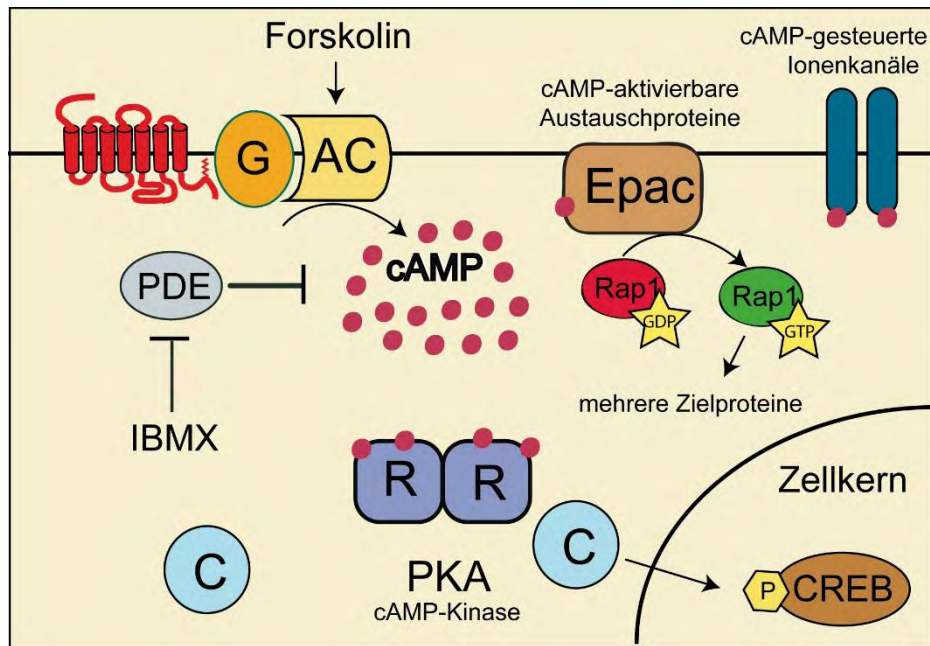 Forskolin
cAMP-gesteuerte
Ionenkanäle
cAMP-aktivierbare
Austauschproteine
G
AC
Epac
cAMP
PDE
Rap1
GDP
Rap1
GTP
mehrere Zielproteine
IBMX
R
R
Zellkern
C
C
PKA
cAMP-Kinase
P
CREB